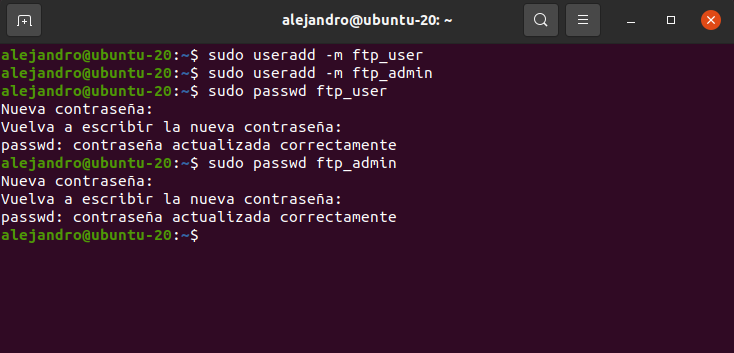 alejandro@ubuntu-20: ~
alejandro@ubuntu-20:~$ sudo useradd -m ftp_user
alejandro@ubuntu-20:~$ sudo useradd -m ftp_admin
alejandro@ubuntu-20:~$ sudo passwd ftp_user
Nueva contraseña:
Vuelva a escribir la nueva contraseña:
passwd: contraseña actualizada correctamente
alejandro@ubuntu-20:~$ sudo passwd ftp_admin
Nueva contraseña:
Vuelva a escribir la nueva contraseña:
passwd: contraseña actualizada correctamente
alejandro@ubuntu-20:~$